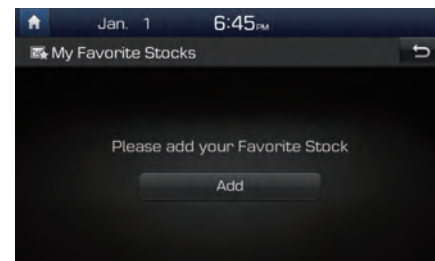 Jan. 1 6:45PM
My Favorite Stocks
Please add your Favorite Stock
Add